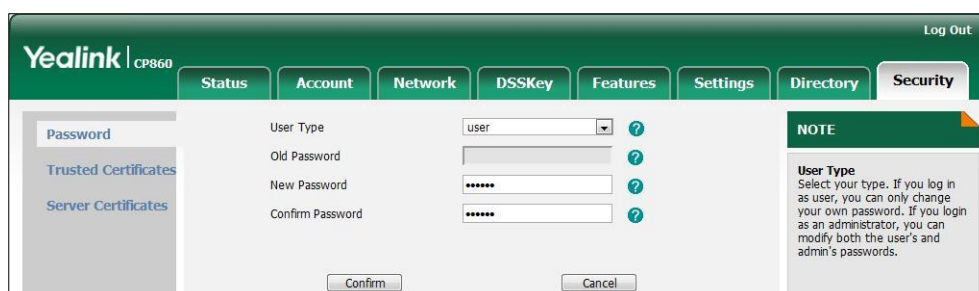 Log Out
Yealink | CP860
Status Account Network DSSKey Features Settings Directory Security
Password
Trusted Certificates
Server Certificates
User Type user ?
Old Password ?
New Password •••••• ?
Confirm Password •••••• ?
Confirm Cancel
NOTE
User Type
Select your type. If you log in
as user, you can only change
your own password. If you login
as an administrator, you can
modify both the user's and
admin's passwords.